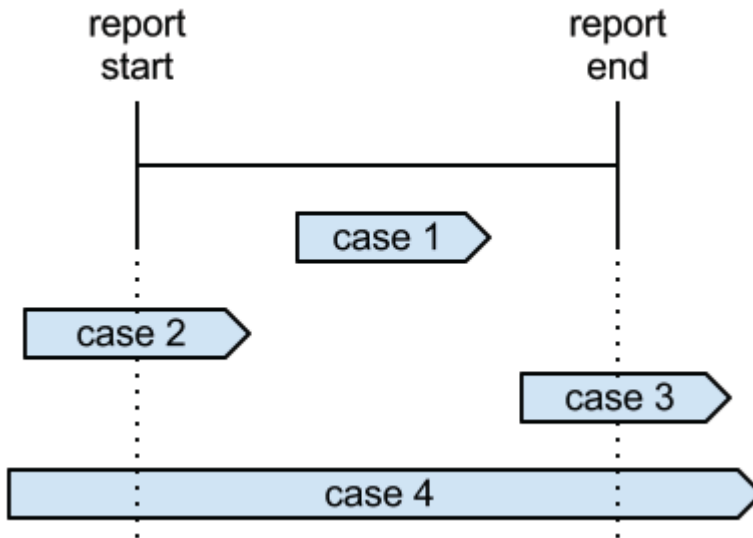 report
start
report
end
case 1
case 2
case 3
case 4